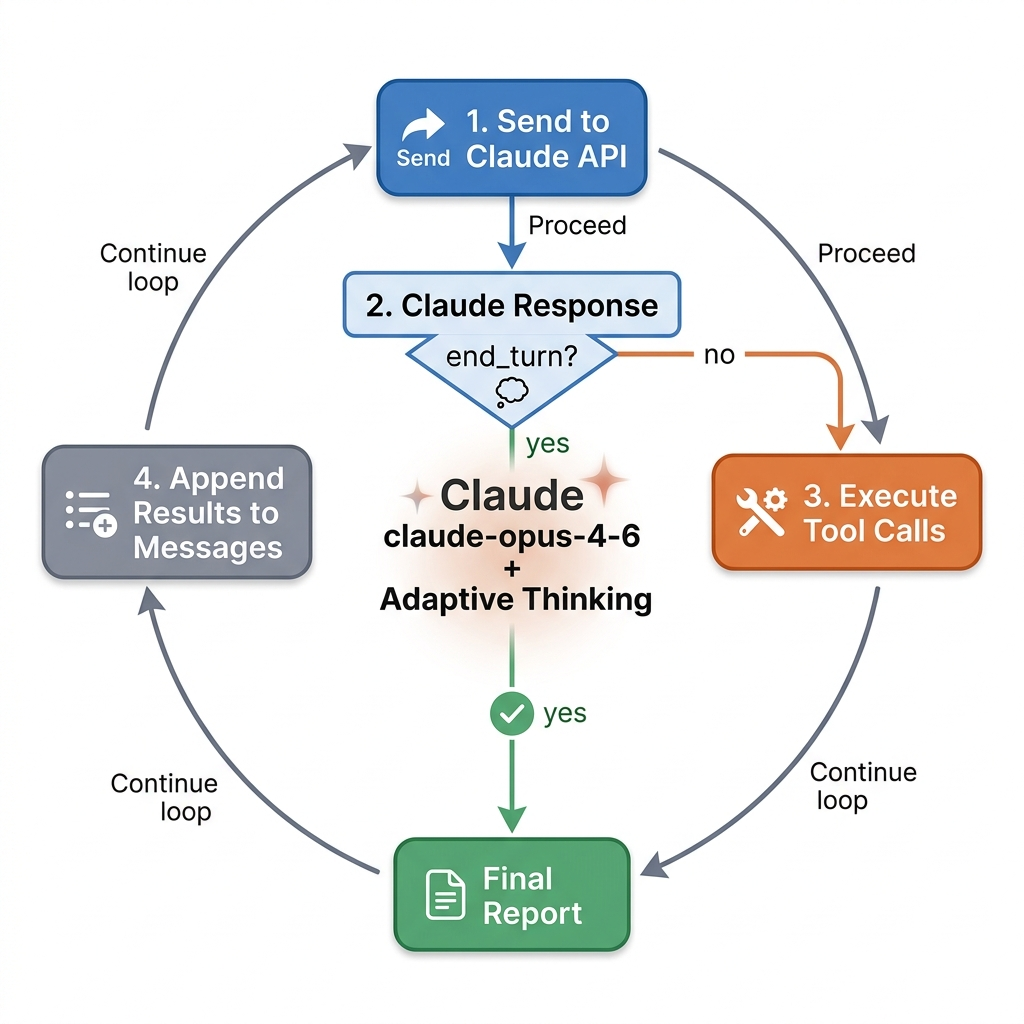 1. Send to
Claude API
Send
Proceed
Proceed
Continue
loop
2. Claude Response
end_turn?
no
yes
Claude
claude-opus-4-6
+
Adaptive Thinking
4. Append
Results to
Messages
3. Execute
Tool Calls
yes
Continue
loop
Continue
loop
Final
Report